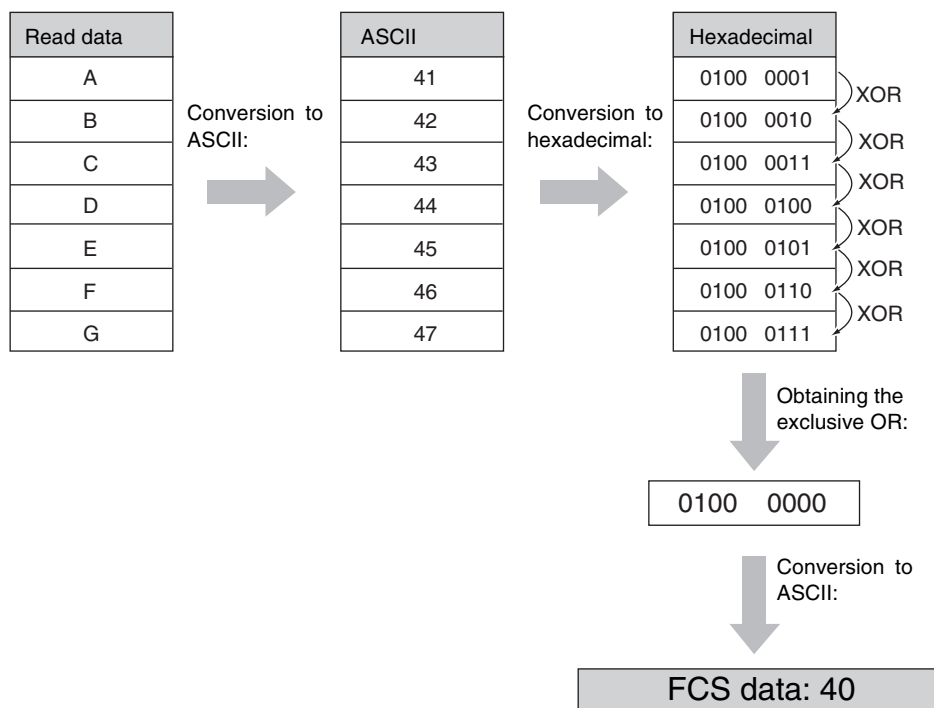 Read data
A
B
C
D
E
F
G
Conversion to
ASCII:
ASCII
41
42
43
44
45
46
47
Conversion to
hexadecimal:
Hexadecimal
0100 0001
0100 0010
0100 0011
0100 0100
0100 0101
0100 0110
0100 0111
XOR
XOR
XOR
XOR
XOR
XOR
Obtaining the
exclusive OR:
0100 0000
Conversion to
ASCII:
FCS data: 40